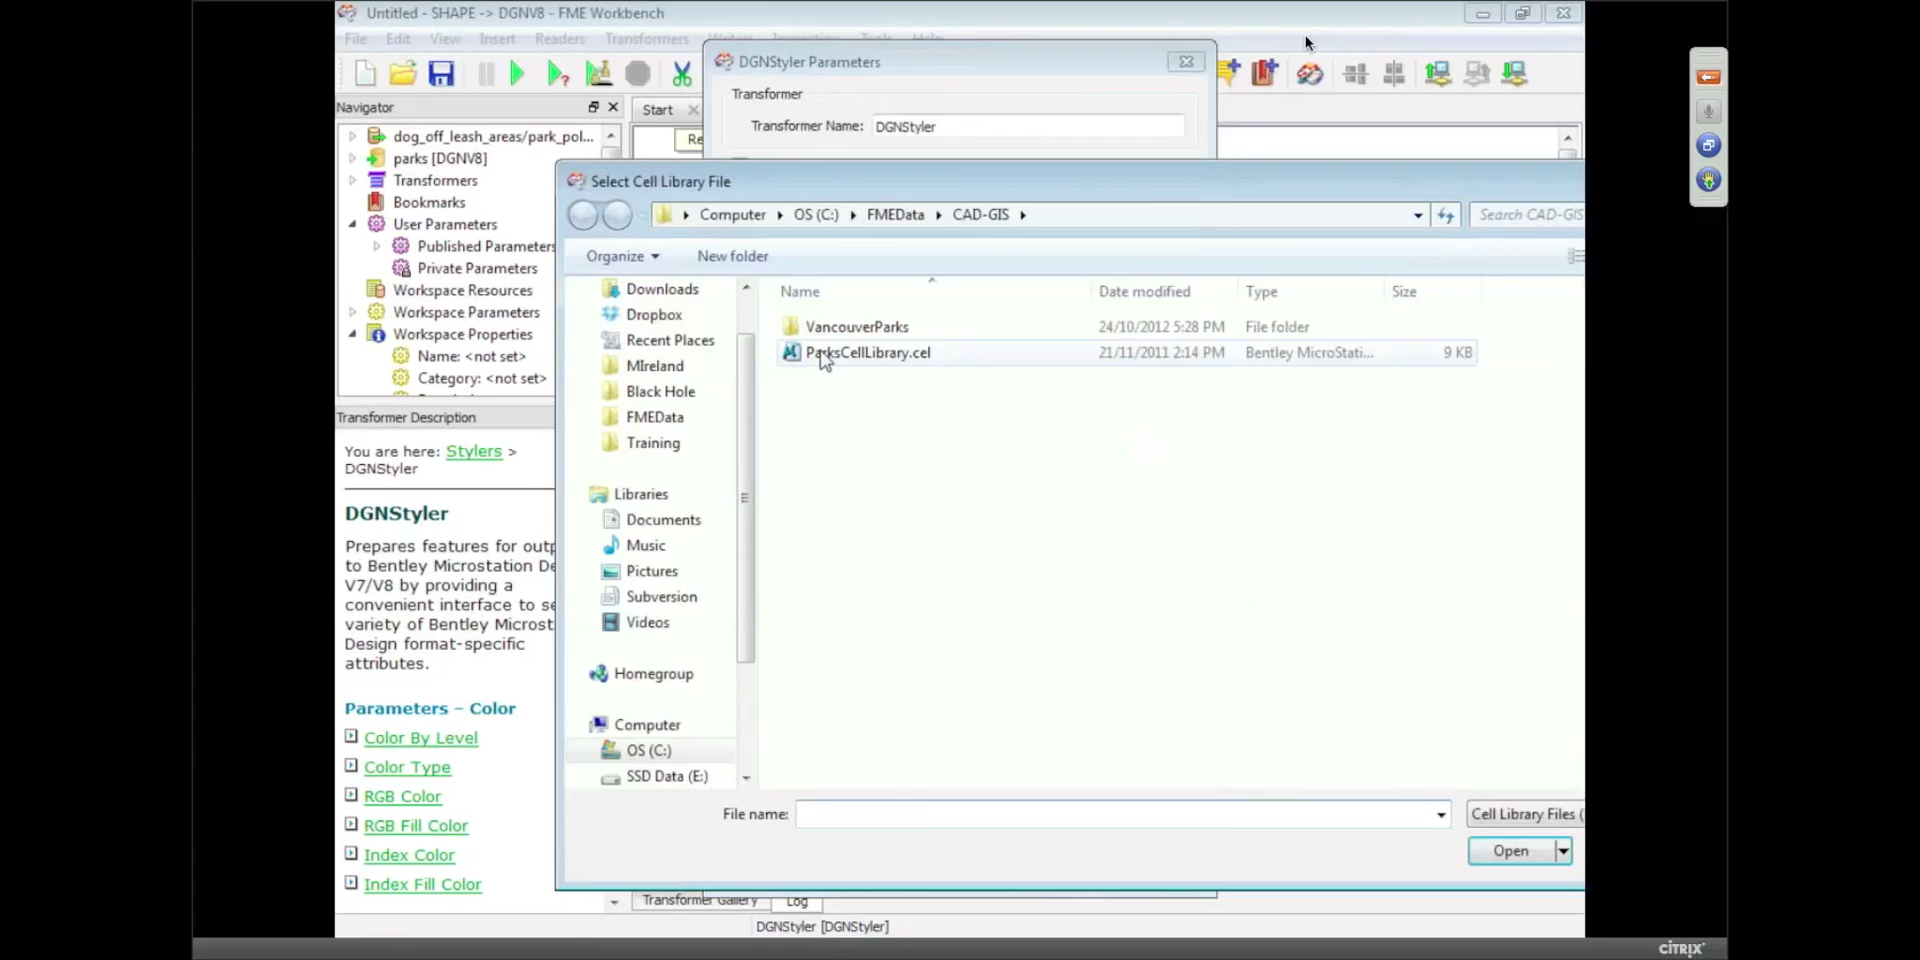 Untitled - SHAPE -> DGNV8 - FME Workbench
File Edit View Insert Readers Transformers Writers Inspection Tools Help
DGNStyler Parameters
Transformer
Transformer Name: DGNStyler
Navigator
Start
Re
dog_off_leash_areas/park_pol...
parks [DGNV8]
Transformers
Bookmarks
User Parameters
Published Parameters
Private Parameters
Workspace Resources
Workspace Parameters
Workspace Properties
Name: <not set>
Category: <not set>
Transformer Description
You are here: Stylers >
DGNStyler
DGNStyler
Prepares features for outp
to Bentley Microstation De
V7/V8 by providing a
convenient interface to se
variety of Bentley Microst
Design format-specific
attributes.
Parameters – Color
Color By Level
Color Type
RGB Color
RGB Fill Color
Index Color
Index Fill Color
Select Cell Library File
Computer OS (C:) FMEData CAD-GIS
Search CAD-GIS
Organize New folder
Downloads
Dropbox
Recent Places
MIreland
Black Hole
FMEData
Training
Libraries
Documents
Music
Pictures
Subversion
Videos
Homegroup
Computer
OS (C:)
SSD Data (E:)
Name Date modified Type Size
VancouverParks 24/10/2012 5:28 PM File folder
ParksCellLibrary.cel 21/11/2011 2:14 PM Bentley MicroStati... 9 KB
File name: Cell Library Files (
Open
Transformer Gallery Log
DGNStyler [DGNStyler]
CITRIX